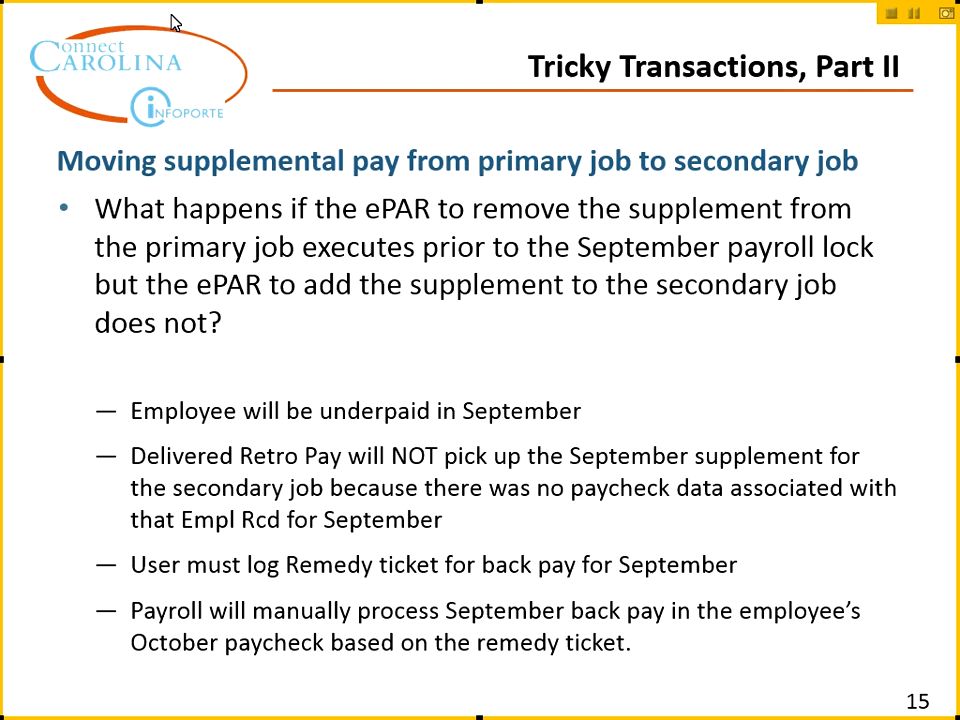 Connect
CAROLINA
INFOPORTE
Tricky Transactions, Part II
Moving supplemental pay from primary job to secondary job
• What happens if the ePAR to remove the supplement from
the primary job executes prior to the September payroll lock
but the ePAR to add the supplement to the secondary job
does not?
— Employee will be underpaid in September
— Delivered Retro Pay will NOT pick up the September supplement for
the secondary job because there was no paycheck data associated with
that Empl Rcd for September
— User must log Remedy ticket for back pay for September
— Payroll will manually process September back pay in the employee’s
October paycheck based on the remedy ticket.
15